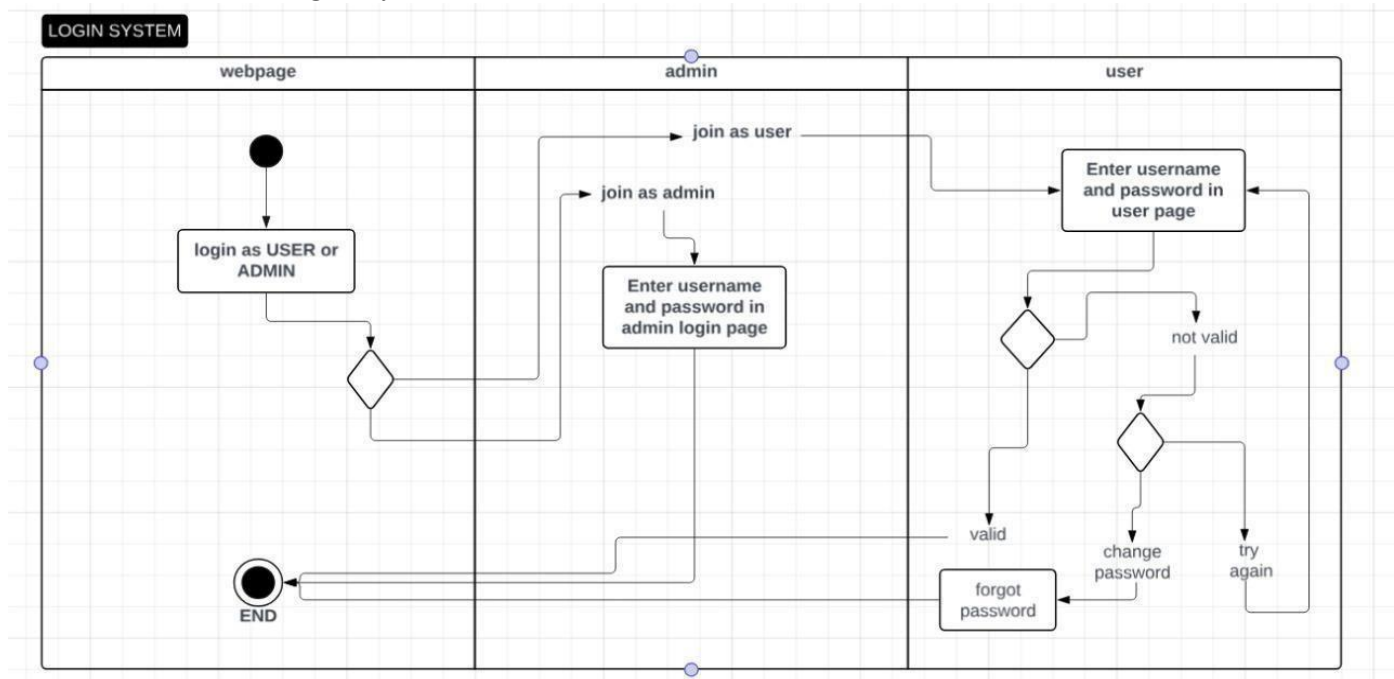 LOGIN SYSTEM
webpage
admin
user
join as user
join as admin
Enter username
and password in
user page
login as USER or
ADMIN
Enter username
and password in
admin login page
not valid
valid
change
password
try
again
forgot
password
END